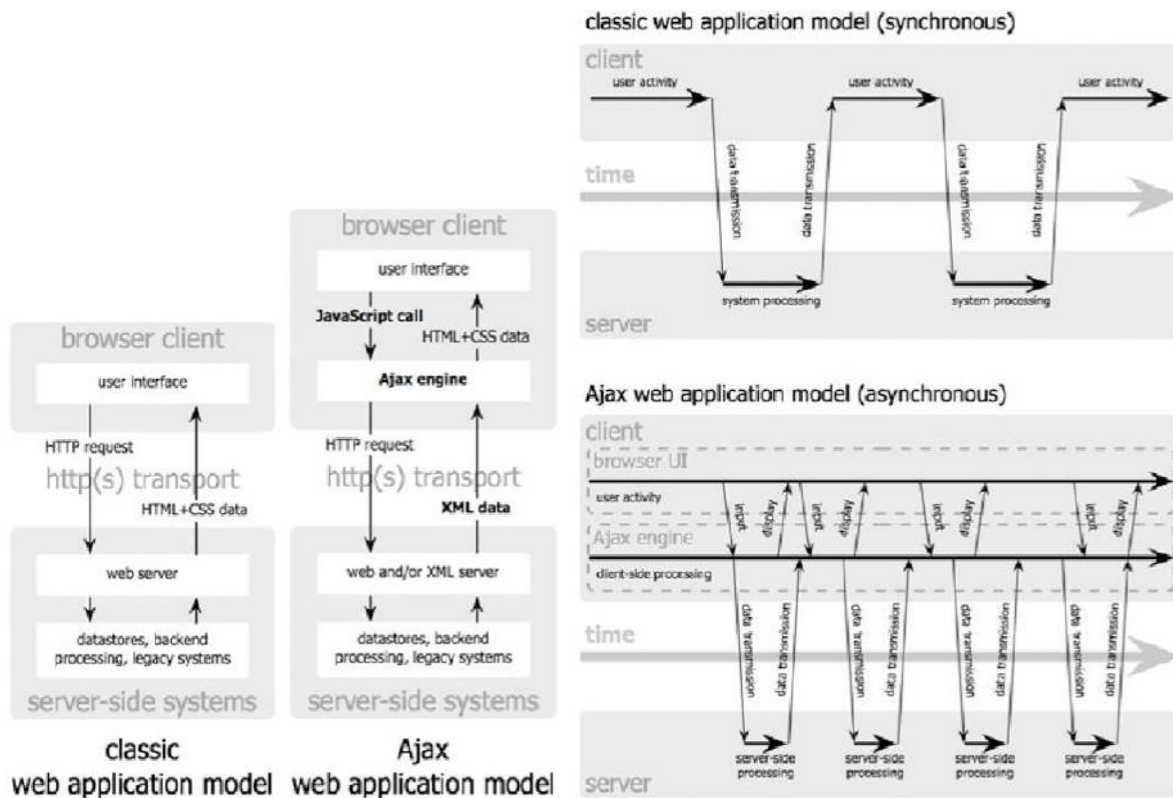 browser client
user interface
HTTP request
http(s) transport
HTML+CSS data
web server
datastores, backend
processing, legacy systems
server-side systems
classic
web application model
browser client
user interface
JavaScript call
HTML+CSS data
Ajax engine
HTTP request
http(s) transport
XML data
web and/or XML server
datastores, backend
processing, legacy systems
server-side systems
Ajax
web application model
classic web application model (synchronous)
client
user activity
user activity
user activity
data transmission
data transmission
data transmission
data transmission
time
system processing
system processing
server
Ajax web application model (asynchronous)
client
browser UI
user activity
input
display
input
display
input
display
input
display
Ajax engine
client-side processing
data transmission
data transmission
data transmission
data transmission
data transmission
data transmission
data transmission
data transmission
time
server-side
processing
server-side
processing
server-side
processing
server-side
processing
server